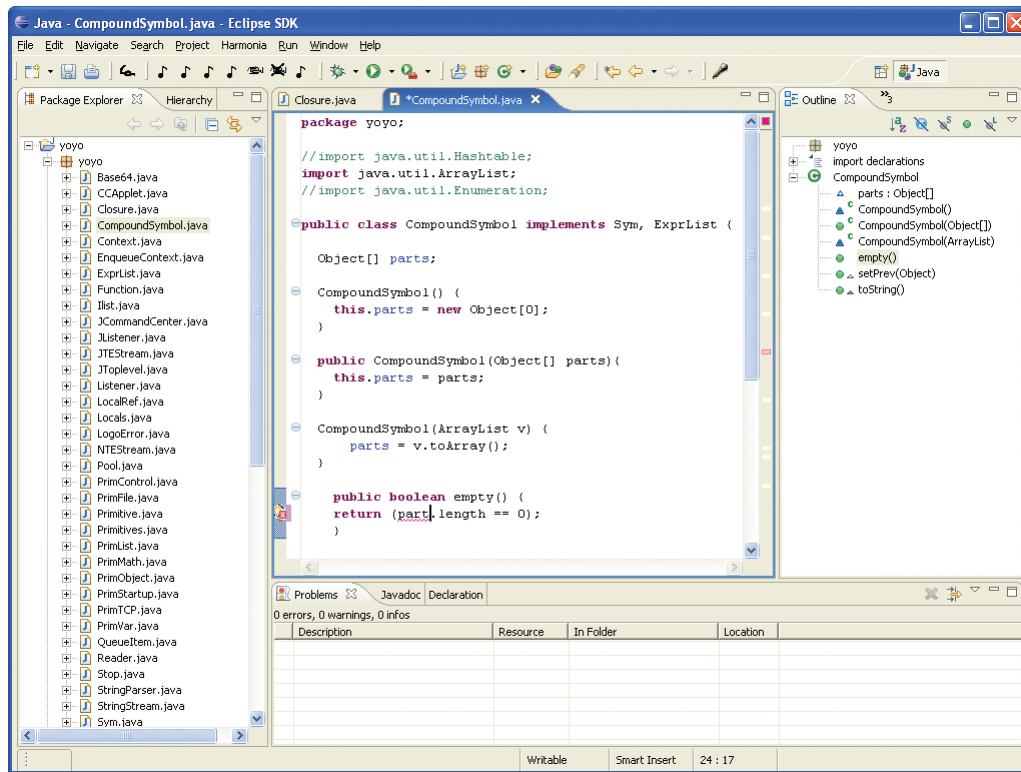 Java - CompoundSymbol.java - Eclipse SDK
File Edit Navigate Search Project Harmonia Run Window Help
Java
Package Explorer Hierarchy
yoyo
yoyo
Base64.java
CCApplet.java
Closure.java
CompoundSymbol.java
Context.java
EnqueueContext.java
ExprList.java
Function.java
Ilist.java
JCommandCenter.java
JListener.java
JTEStream.java
JToplevel.java
Listener.java
LocalRef.java
Locals.java
LogoError.java
NTEStream.java
Pool.java
PrimControl.java
PrimFile.java
Primitive.java
Primitives.java
PrimList.java
PrimMath.java
PrimObject.java
PrimStartup.java
PrimTCP.java
PrimVar.java
QueueItem.java
Reader.java
Stop.java
StringParser.java
StringStream.java
Sym.java
Closure.java *CompoundSymbol.java
package yoyo;
//import java.util.Hashtable;
import java.util.ArrayList;
//import java.util.Enumeration;
public class CompoundSymbol implements Sym, ExprList {
Object[] parts;
CompoundSymbol() {
this.parts = new Object[0];
}
public CompoundSymbol(Object[] parts){
this.parts = parts;
}
CompoundSymbol(ArrayList v) {
parts = v.toArray();
}
public boolean empty() {
return (part.length == 0);
}
Outline 3
yoyo
import declarations
CompoundSymbol
parts : Object[]
CompoundSymbol()
CompoundSymbol(Object[])
CompoundSymbol(ArrayList)
empty()
setPrev(Object)
toString()
Problems Javadoc Declaration
0 errors, 0 warnings, 0 infos
Description Resource In Folder Location
Writable Smart Insert 24 : 17